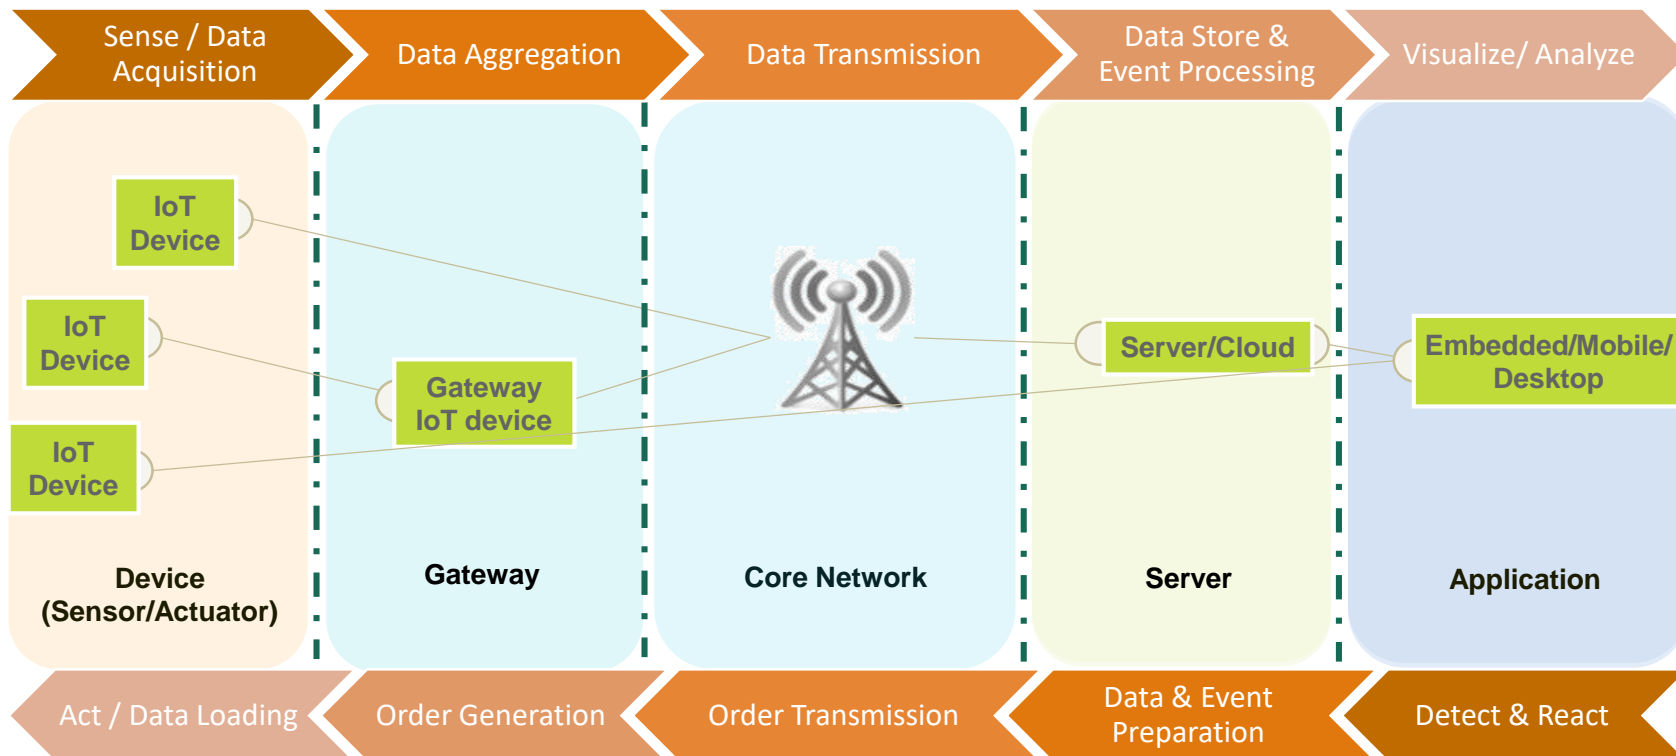 Sense / Data
Acquisition
Data Aggregation
Data Transmission
Data Store &
Event Processing
Visualize/ Analyze
IoT
Device
IoT
Device
IoT
Device
Gateway
IoT device
Server/Cloud
Embedded/Mobile/
Desktop
Device
(Sensor/Actuator)
Gateway
Core Network
Server
Application
Act / Data Loading
Order Generation
Order Transmission
Data & Event
Preparation
Detect & React